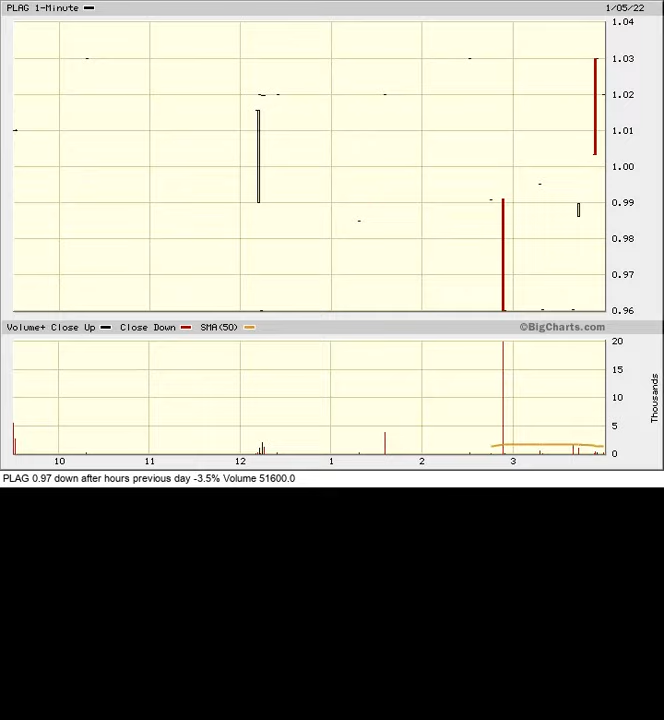 PLAG 1-Minute 1/05/22
1.04
1.03
1.02
1.01
1.00
0.99
0.98
0.97
0.96
Volume+ Close Up Close Down SMA(50) ©BigCharts.com
20
15
10
5
0
Thousands
10 11 12 1 2 3
PLAG 0.97 down after hours previous day -3.5% Volume 51600.0